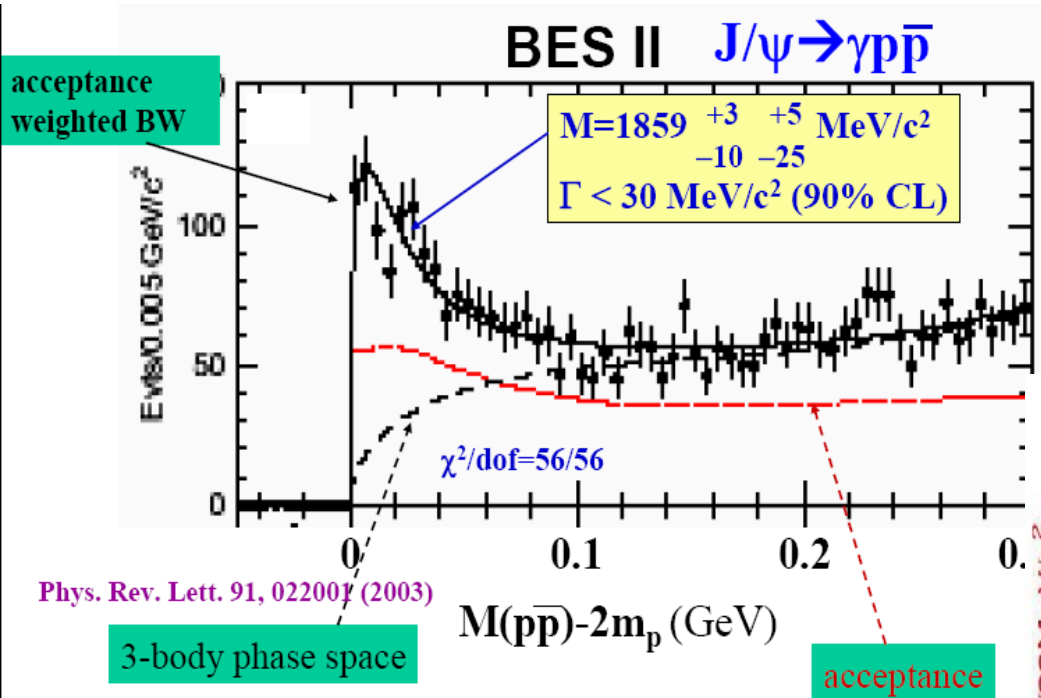 BES II J/ψ→γpp̄
acceptance
weighted BW
M=1859 +3 +5 MeV/c²
−10 −25
Γ < 30 MeV/c² (90% CL)
Evts/0.005 GeV/c²
100
50
0
χ²/dof=56/56
0 0.1 0.2 0.
Phys. Rev. Lett. 91, 022001 (2003)
M(pp̄)-2mₚ (GeV)
3-body phase space
acceptance